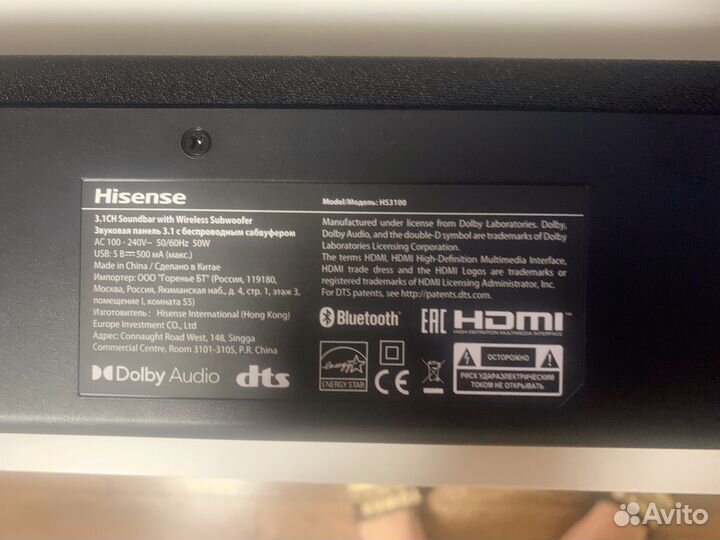 Hisense
3.1CH Soundbar with Wireless Subwoofer
Звуковая панель 3.1 с беспроводным сабвуфером
AC 100 - 240V~ 50/60Hz 50W
USB: 5 В⎓500 мА (макс.)
Made in China / Сделано в Китае
Импортер: ООО "Горенье БТ" (Россия, 119180,
Москва, Россия, Якиманская наб., д. 4, стр. 1, этаж 3,
помещение I, комната 55)
Изготовитель : Hisense International (Hong Kong)
Europe Investment CO., Ltd
Адрес: Connaught Road West, 148, Singga
Commercial Centre, Room 3101-3105, P.R. China
Dolby Audio dts
Model/Модель: HS3100
Manufactured under license from Dolby Laboratories. Dolby,
Dolby Audio, and the double-D symbol are trademarks of Dolby
Laboratories Licensing Corporation.
The terms HDMI, HDMI High-Definition Multimedia Interface,
HDMI trade dress and the HDMI Logos are trademarks or
registered trademarks of HDMI Licensing Administrator, Inc.
For DTS patents, see http://patents.dts.com.
Bluetooth® EAC HDMI™
HIGH-DEFINITION MULTIMEDIA INTERFACE
energy
ENERGY STAR
CE
ОСТОРОЖНО
РИСК УДАРАЭЛЕКТРИЧЕСКИМ
ТОКОМ НЕ ОТКРЫВАТЬ
Avito